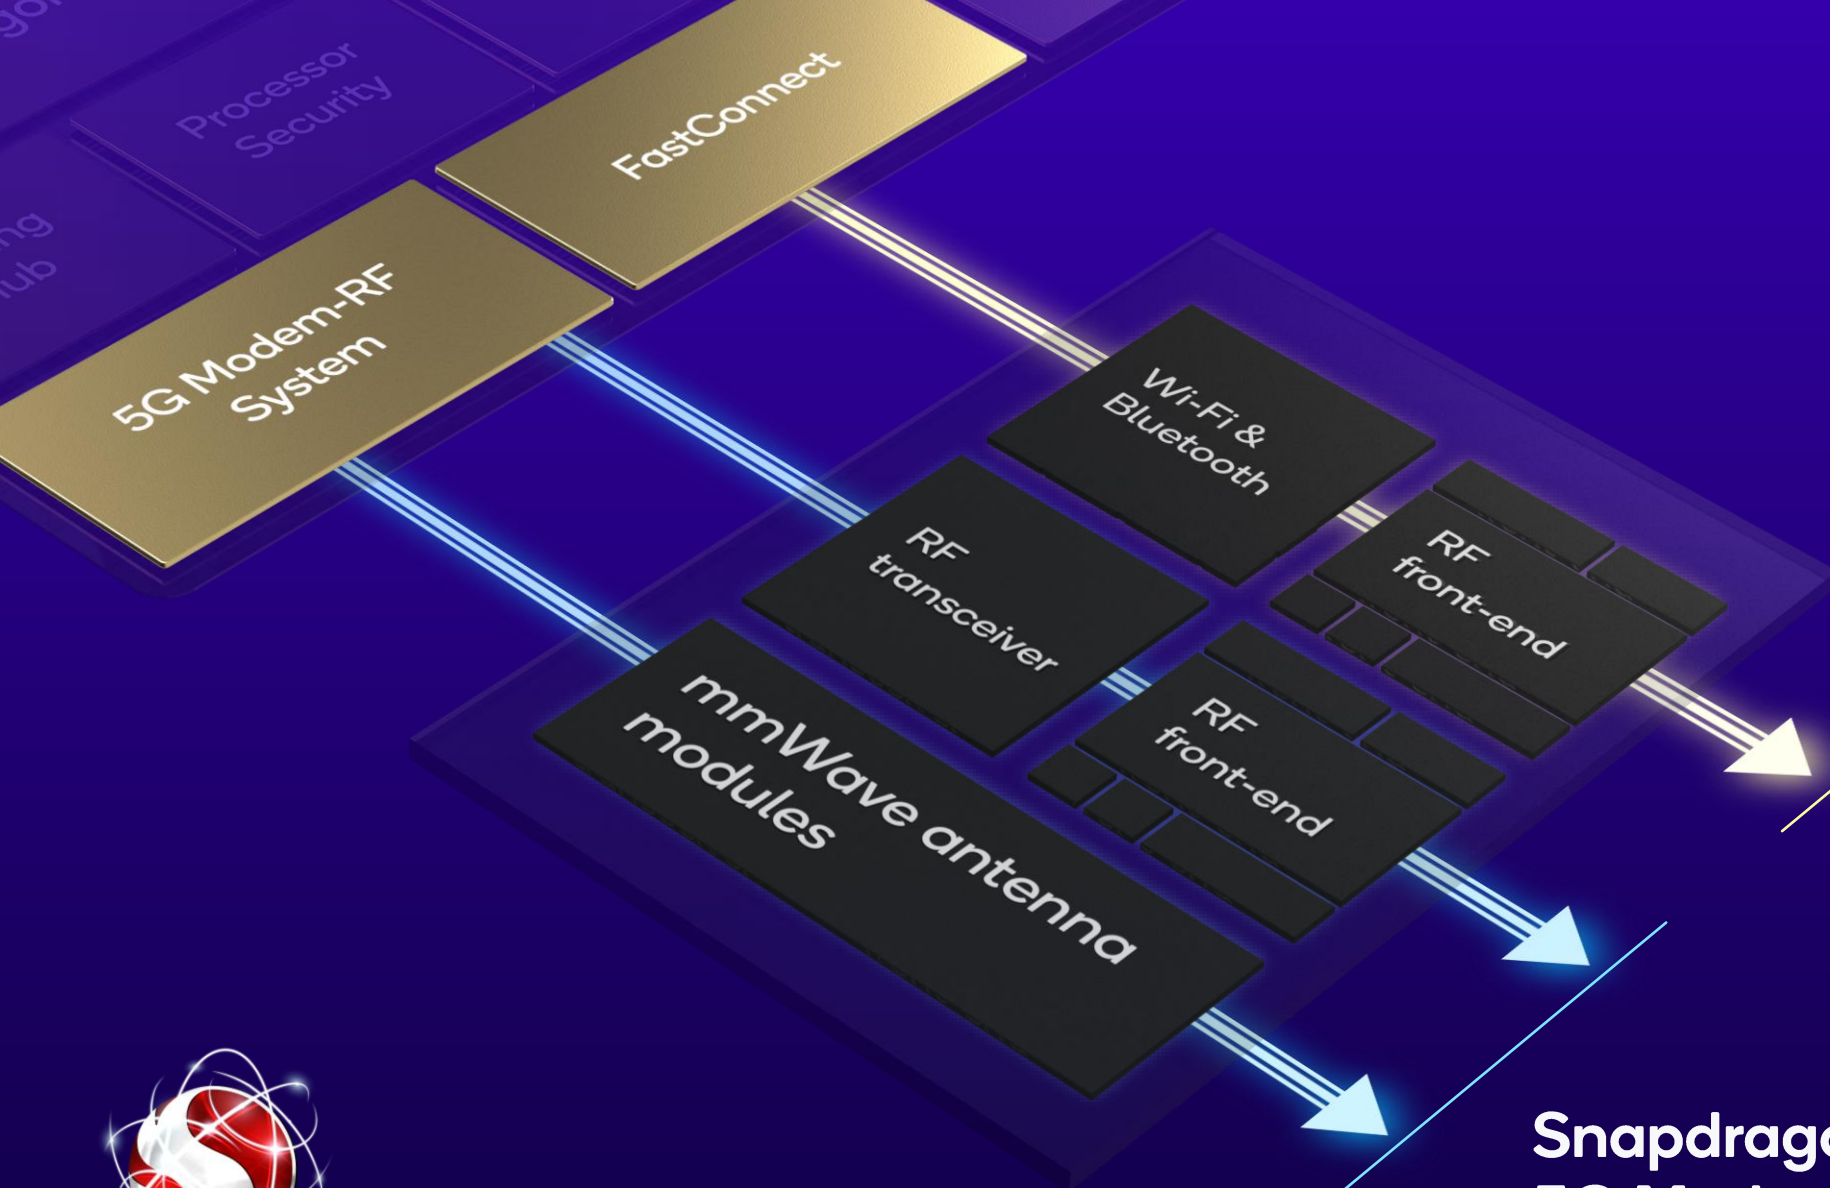 Processor
Security
FastConnect
5G Modem-RF
System
Wi-Fi &
Bluetooth
RF
transceiver
RF
front-end
RF
front-end
mmWave antenna
modules